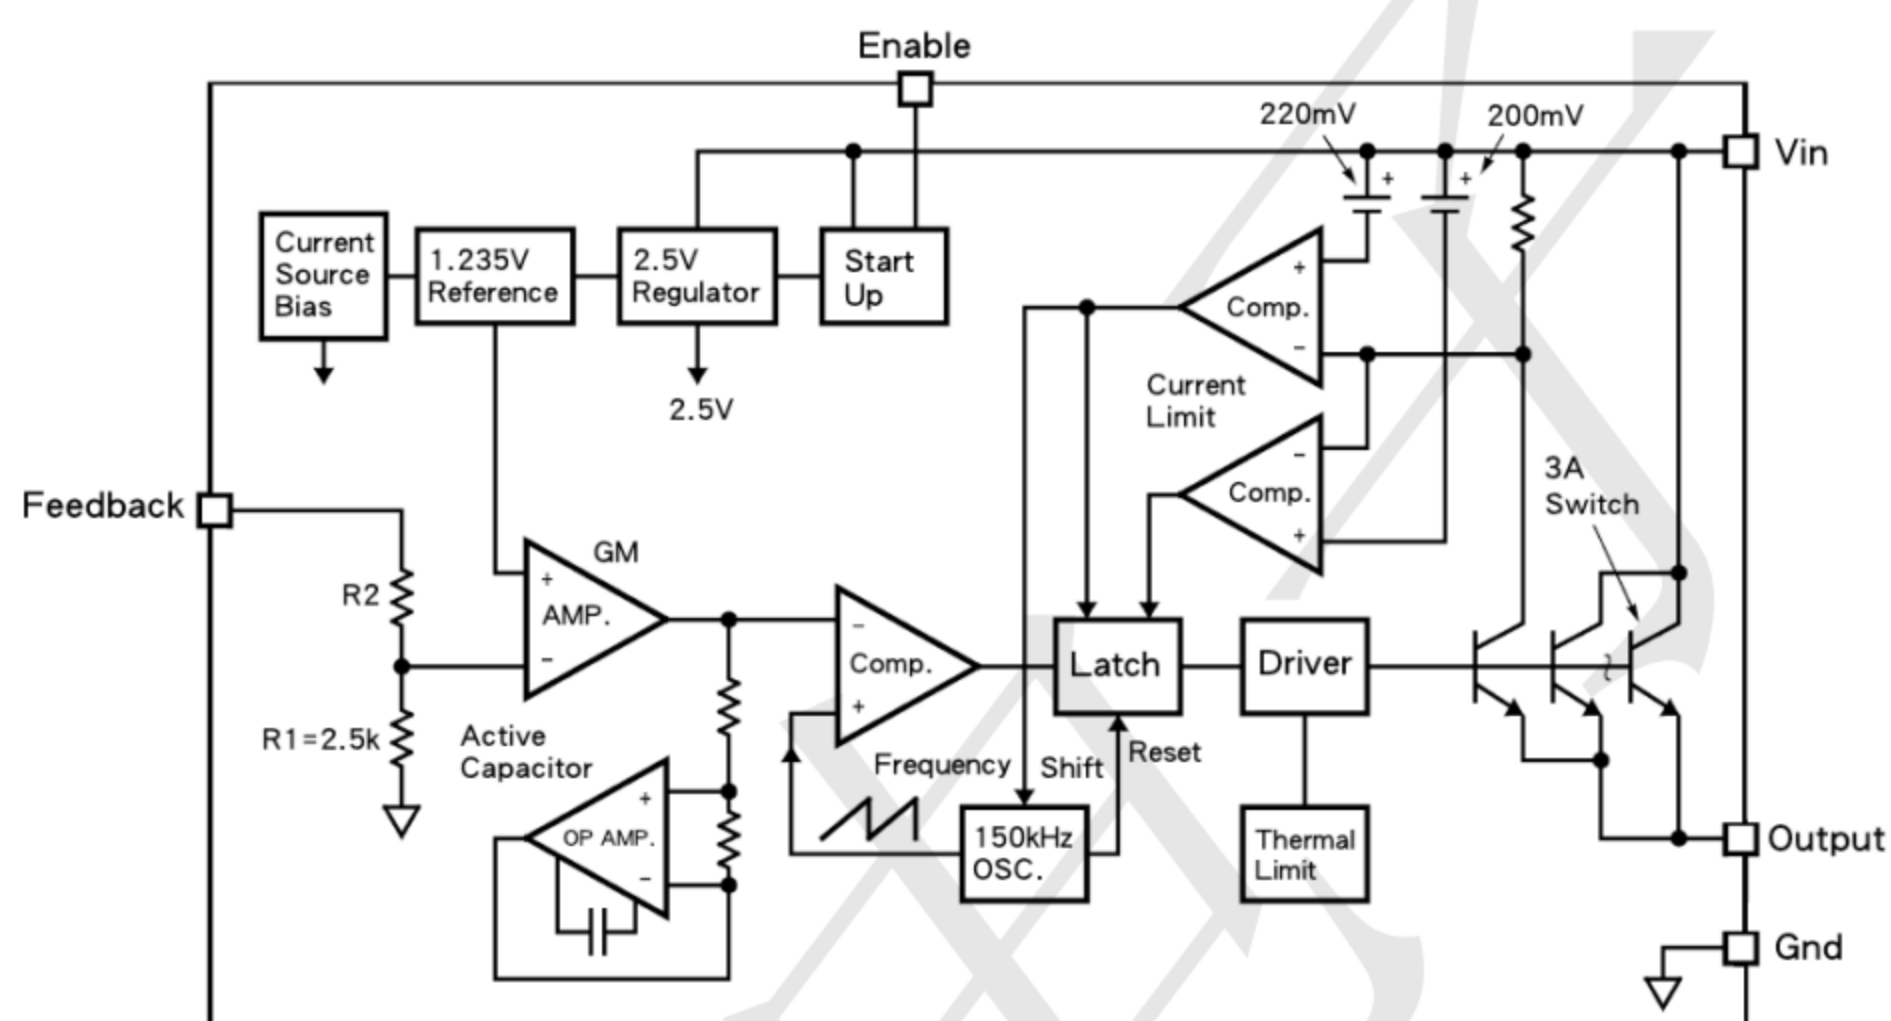 Enable
220mV
200mV
Vin
Current
Source
Bias
1.235V
Reference
2.5V
Regulator
Start
Up
+
+
+
Comp.
−
2.5V
Current
Limit
−
Comp.
+
3A
Switch
Feedback
R2
GM
+
AMP.
−
−
Comp.
+
Latch
Driver
R1=2.5k
Active
Capacitor
+
OP AMP.
−
Frequency
Shift
Reset
150kHz
OSC.
Thermal
Limit
Output
Gnd